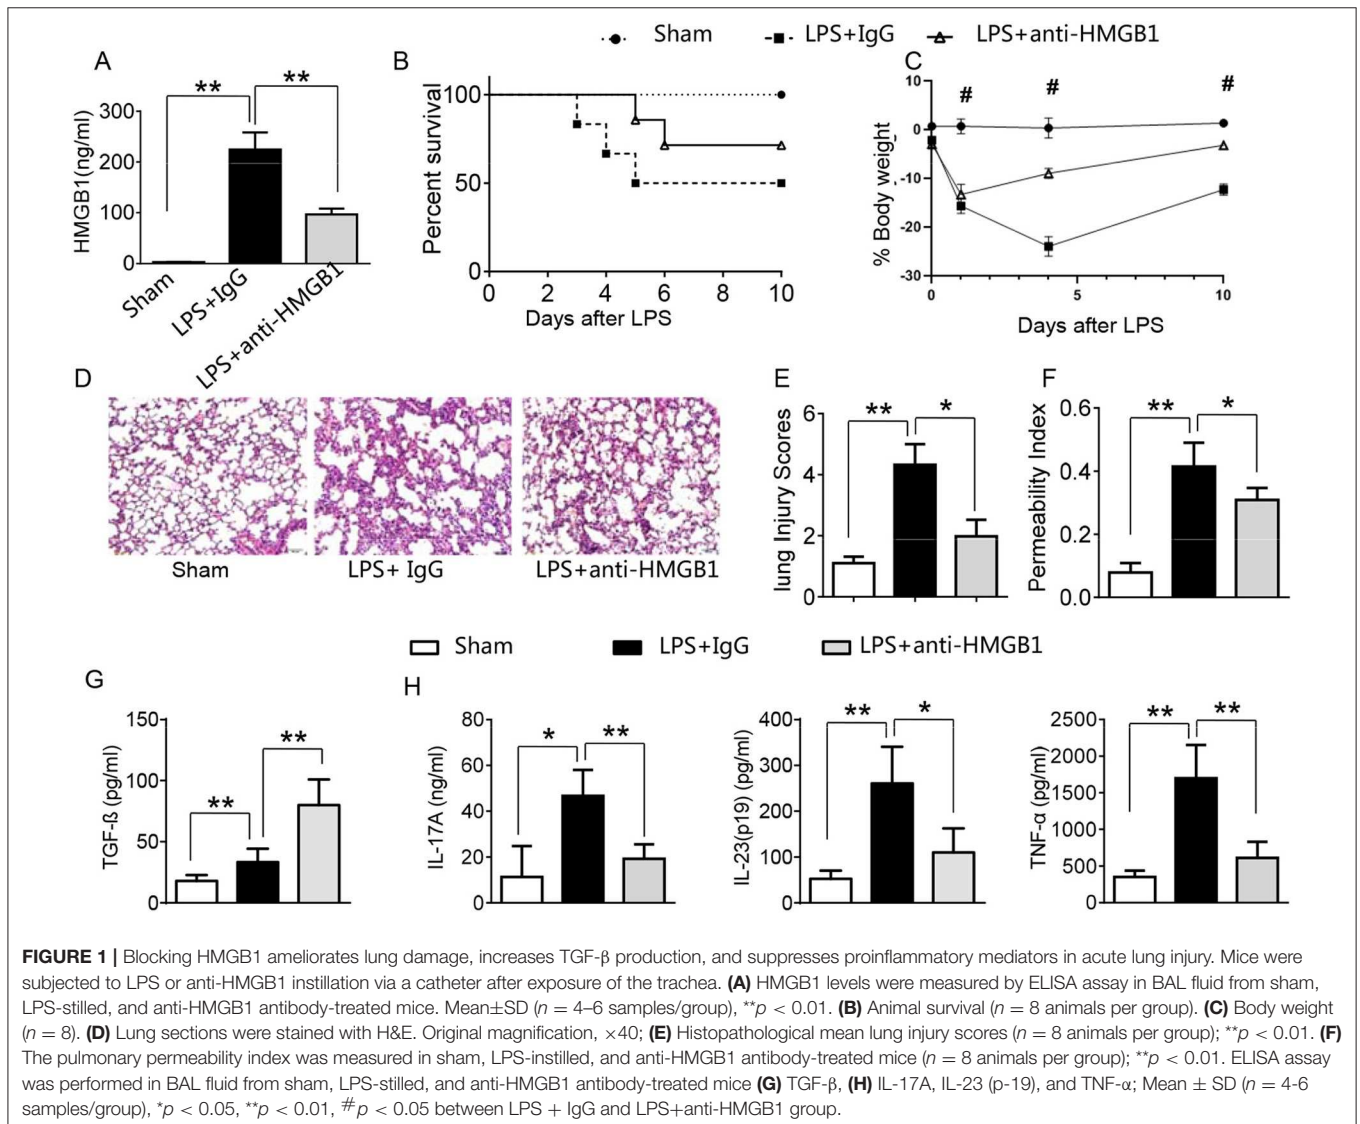 Sham LPS+IgG LPS+anti-HMGB1
A
HMGB1(ng/ml)
300
200
100
0
** **
Sham
LPS+IgG
LPS+anti-HMGB1
B
Percent survival
100
50
0
0 2 4 6 8 10
Days after LPS
C
% Body weight
10
0
-10
-20
-30
# # #
0 5 10
Days after LPS
D
Sham LPS+ IgG LPS+anti-HMGB1
E
lung Injury Scores
6
4
2
0
** *
F
Permeability Index
0.6
0.4
0.2
0.0
** *
Sham LPS+IgG LPS+anti-HMGB1
G
TGF-ß (pg/ml)
150
100
50
0
** **
H
IL-17A (ng/ml)
80
60
40
20
0
* **
IL-23(p19) (pg/ml)
400
300
200
100
0
** *
TNF-α (pg/ml)
2500
2000
1500
1000
500
0
** **
FIGURE 1 | Blocking HMGB1 ameliorates lung damage, increases TGF-β production, and suppresses proinflammatory mediators in acute lung injury. Mice were
subjected to LPS or anti-HMGB1 instillation via a catheter after exposure of the trachea. (A) HMGB1 levels were measured by ELISA assay in BAL fluid from sham,
LPS-stilled, and anti-HMGB1 antibody-treated mice. Mean±SD (n = 4–6 samples/group), **p < 0.01. (B) Animal survival (n = 8 animals per group). (C) Body weight
(n = 8). (D) Lung sections were stained with H&E. Original magnification, ×40; (E) Histopathological mean lung injury scores (n = 8 animals per group); **p < 0.01. (F)
The pulmonary permeability index was measured in sham, LPS-instilled, and anti-HMGB1 antibody-treated mice (n = 8 animals per group); **p < 0.01. ELISA assay
was performed in BAL fluid from sham, LPS-stilled, and anti-HMGB1 antibody-treated mice (G) TGF-β, (H) IL-17A, IL-23 (p-19), and TNF-α; Mean ± SD (n = 4-6
samples/group), *p < 0.05, **p < 0.01, #p < 0.05 between LPS + IgG and LPS+anti-HMGB1 group.